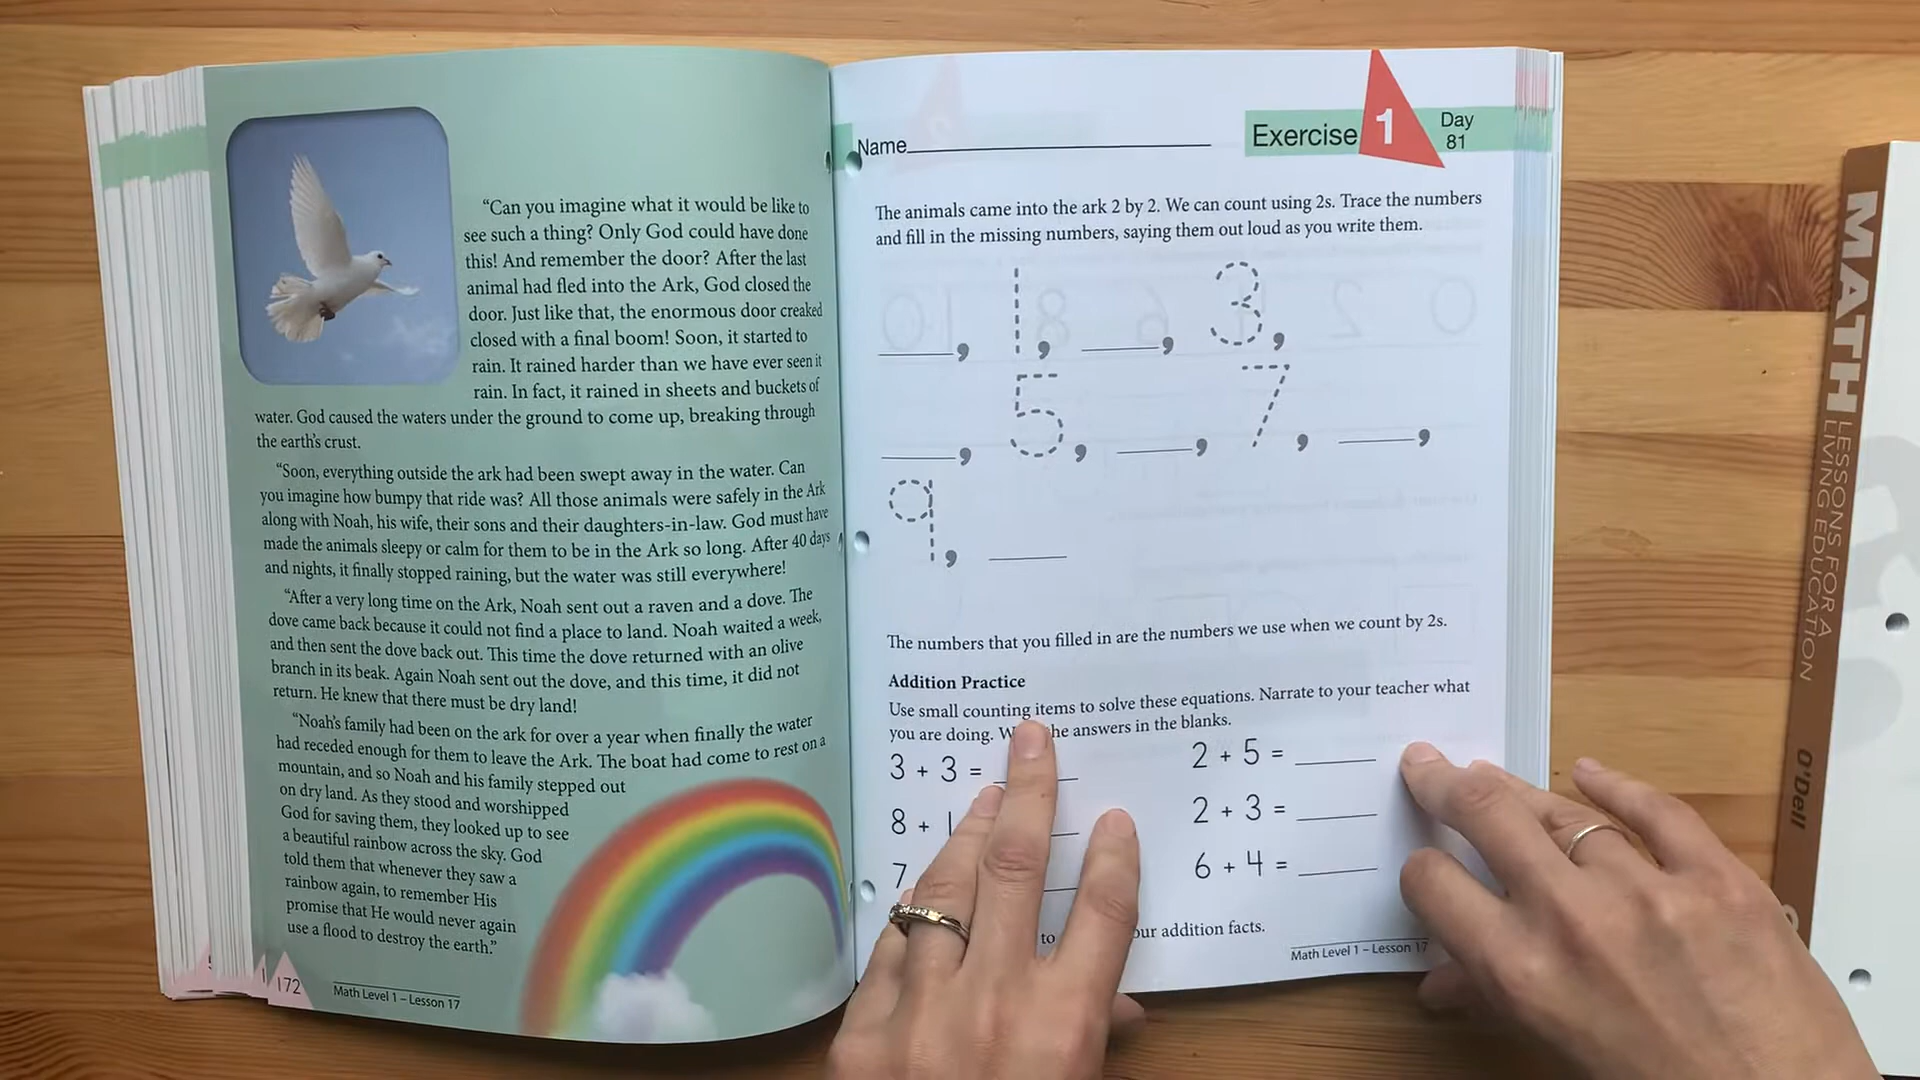 “Can you imagine what it would be like to
see such a thing? Only God could have done
this! And remember the door? After the last
animal had fled into the Ark, God closed the
door. Just like that, the enormous door creaked
closed with a final boom! Soon, it started to
rain. It rained harder than we have ever seen it
rain. In fact, it rained in sheets and buckets of
water. God caused the waters under the ground to come up, breaking through
the earth’s crust.
“Soon, everything outside the ark had been swept away in the water. Can
you imagine how bumpy that ride was? All those animals were safely in the Ark
along with Noah, his wife, their sons and their daughters-in-law. God must have
made the animals sleepy or calm for them to be in the Ark so long. After 40 days
and nights, it finally stopped raining, but the water was still everywhere!
“After a very long time on the Ark, Noah sent out a raven and a dove. The
dove came back because it could not find a place to land. Noah waited a week,
and then sent the dove back out. This time the dove returned with an olive
branch in its beak. Again Noah sent out the dove, and this time, it did not
return. He knew that there must be dry land!
“Noah’s family had been on the ark for over a year when finally the water
had receded enough for them to leave the Ark. The boat had come to rest on a
mountain, and so Noah and his family stepped out
on dry land. As they stood and worshipped
God for saving them, they looked up to see
a beautiful rainbow across the sky. God
told them that whenever they saw a
rainbow again, to remember His
promise that He would never again
use a flood to destroy the earth.”
172
Math Level 1 – Lesson 17
Name
Exercise 1
Day
81
The animals came into the ark 2 by 2. We can count using 2s. Trace the numbers
and fill in the missing numbers, saying them out loud as you write them.
____, 1, ____, 3,
____, 5, ____, 7, ____,
9, ____
The numbers that you filled in are the numbers we use when we count by 2s.
Addition Practice
Use small counting items to solve these equations. Narrate to your teacher what
you are doing. the answers in the blanks.
3 + 3 = ____
8 +
7
2 + 5 = ____
2 + 3 = ____
6 + 4 = ____
to addition facts.
Math Level 1 – Lesson 17
MATH
LESSONS FOR A
LIVING EDUCATION
O'Dell